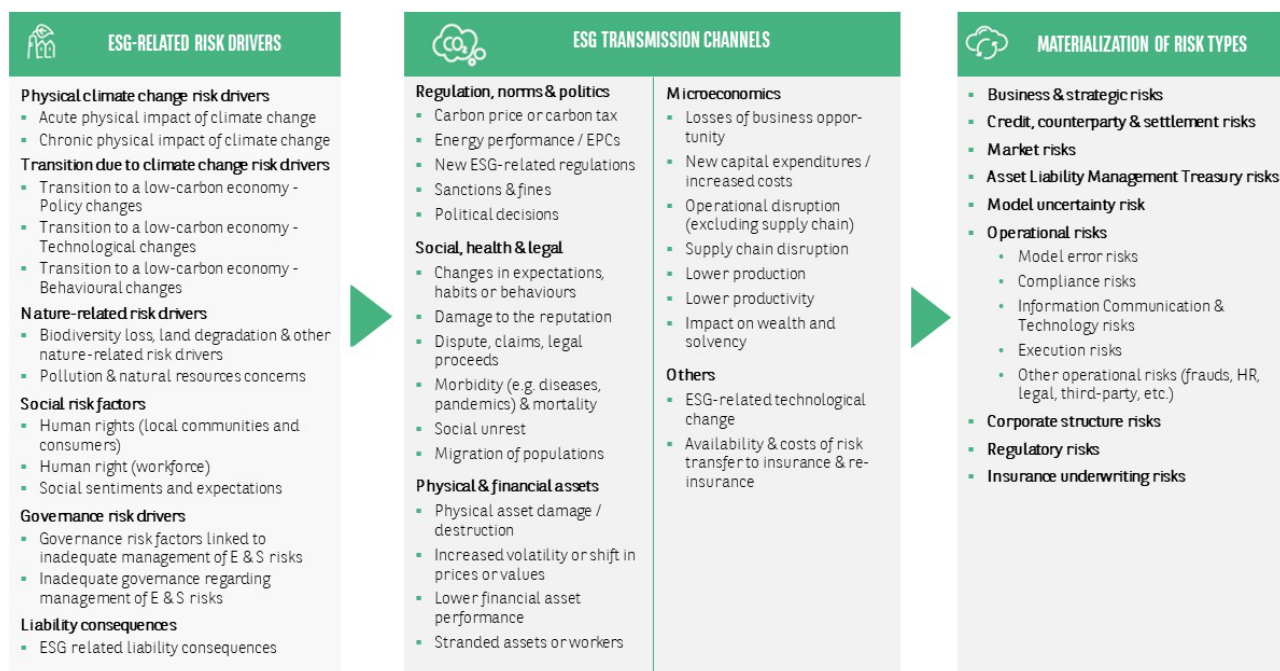 ESG-RELATED RISK DRIVERS
Physical climate change risk drivers
Acute physical impact of climate change
Chronic physical impact of climate change
Transition due to climate change risk drivers
Transition to a low-carbon economy -
Policy changes
Transition to a low-carbon economy -
Technological changes
Transition to a low-carbon economy -
Behavioural changes
Nature-related risk drivers
Biodiversity loss, land degradation & other
nature-related risk drivers
Pollution & natural resources concerns
Social risk factors
Human rights (local communities and
consumers)
Human right (workforce)
Social sentiments and expectations
Governance risk drivers
Governance risk factors linked to
inadequate management of E & S risks
Inadequate governance regarding
management of E & S risks
Liability consequences
ESG related liability consequences
CO₂
ESG TRANSMISSION CHANNELS
Regulation, norms & politics
Carbon price or carbon tax
Energy performance / EPCs
New ESG-related regulations
Sanctions & fines
Political decisions
Social, health & legal
Changes in expectations,
habits or behaviours
Damage to the reputation
Dispute, claims, legal
proceeds
Morbidity (e.g. diseases,
pandemics) & mortality
Social unrest
Migration of populations
Physical & financial assets
Physical asset damage /
destruction
Increased volatility or shift in
prices or values
Lower financial asset
performance
Stranded assets or workers
Microeconomics
Losses of business oppor-
tunity
New capital expenditures /
increased costs
Operational disruption
(excluding supply chain)
Supply chain disruption
Lower production
Lower productivity
Impact on wealth and
solvency
Others
ESG-related technological
change
Availability & costs of risk
transfer to insurance & re-
insurance
MATERIALIZATION OF RISK TYPES
Business & strategic risks
Credit, counterparty & settlement risks
Market risks
Asset Liability Management Treasury risks
Model uncertainty risk
Operational risks
Model error risks
Compliance risks
Information Communication &
Technology risks
Execution risks
Other operational risks (frauds, HR,
legal, third-party, etc.)
Corporate structure risks
Regulatory risks
Insurance underwriting risks